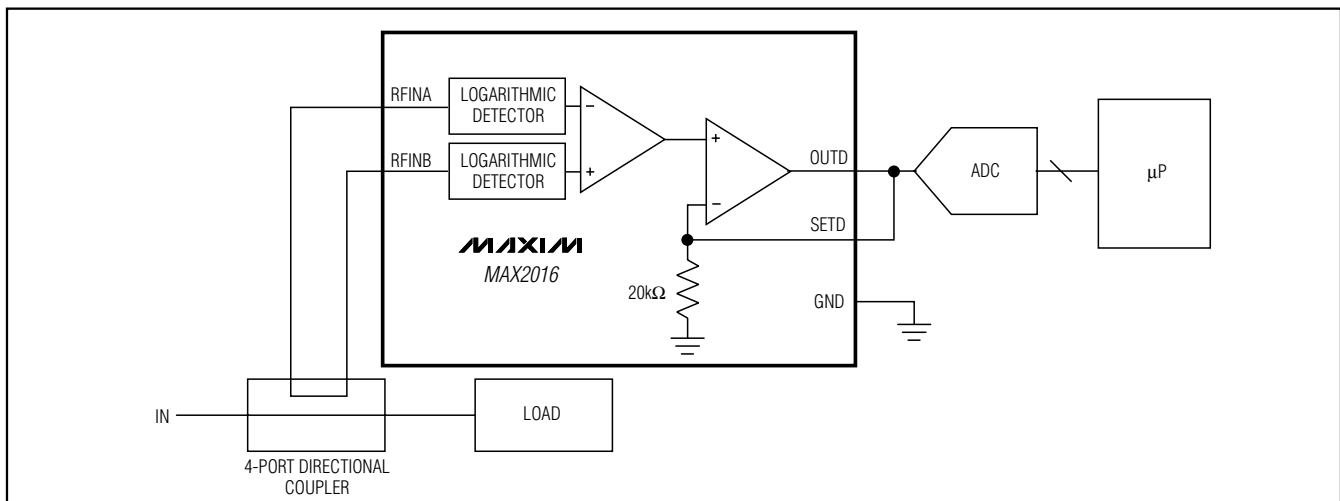 RFINA
LOGARITHMIC
DETECTOR
−
RFINB
LOGARITHMIC
DETECTOR
+
+
−
OUTD
SETD
ADC
μP
MAXIM
MAX2016
20kΩ
GND
IN
LOAD
4-PORT DIRECTIONAL
COUPLER